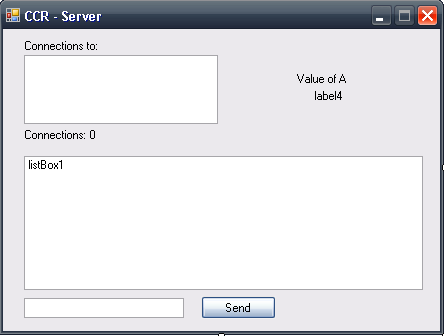 CCR - Server
Connections to:
Value of A
label4
Connections: 0
listBox1
Send